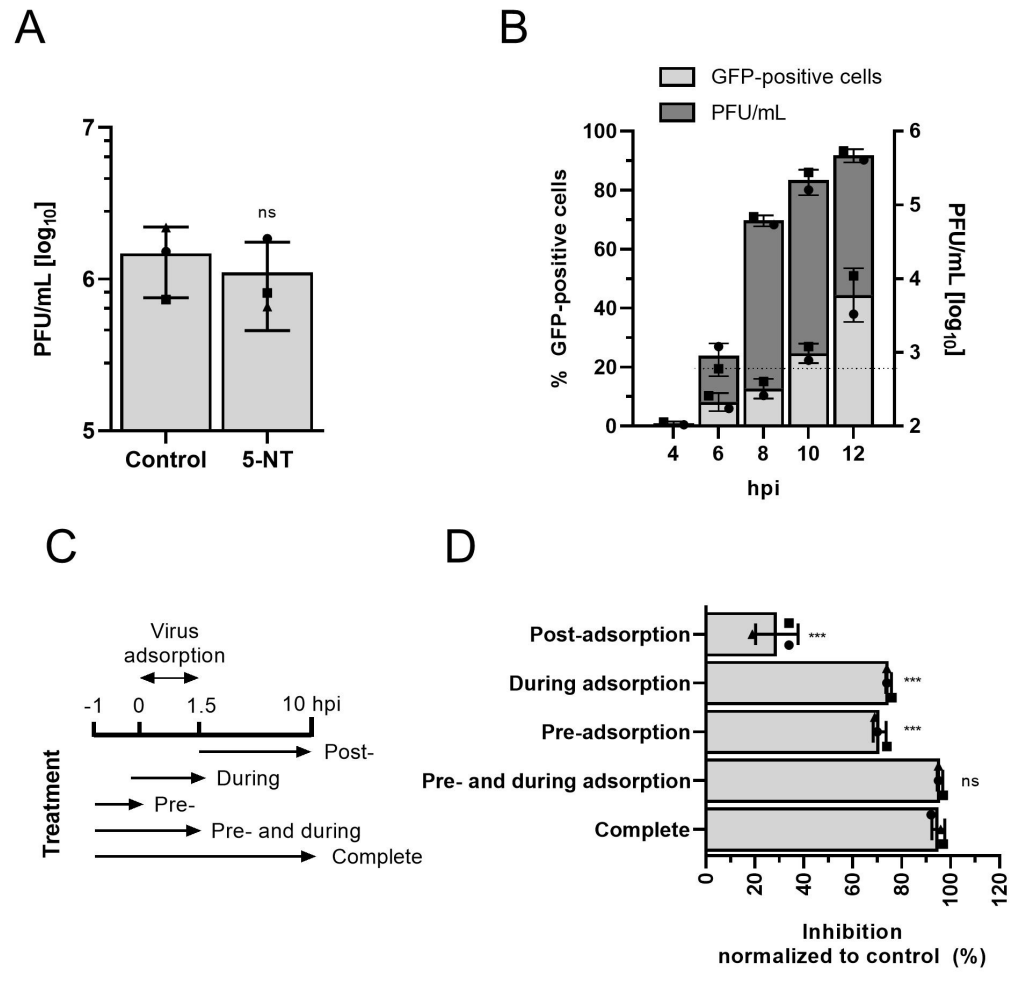 A
7
6
5
PFU/mL [log10]
ns
Control 5-NT
B
GFP-positive cells
PFU/mL
100
80
60
40
20
0
% GFP-positive cells
6
5
4
3
2
PFU/mL [log10]
4 6 8 10 12
hpi
C
Virus
adsorption
-1 0 1.5 10 hpi
Treatment
Post-
During
Pre-
Pre- and during
Complete
D
Post-adsorption ***
During adsorption ***
Pre-adsorption ***
Pre- and during adsorption ns
Complete
0 20 40 60 80 100 120
Inhibition
normalized to control (%)